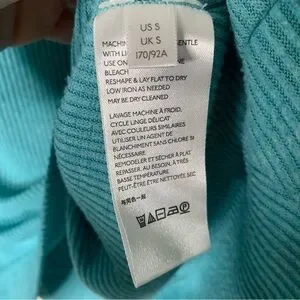 US S
UK S
170/92A
MACHIN
ENTLE
WITH LI
USE ON
BLEACH
RESHAPE & LAY FLAT TO DRY
LOW IRON AS NEEDED
MAY BE DRY CLEANED
LAVAGE MACHINE À FROID,
CYCLE LINGE DÉLICAT
AVEC COULEURS SIMILAIRES
UTILISER UN AGENT DE
BLANCHIMENT SANS CHLORE SI
NÉCESSAIRE
REMODELER ET SÉCHER À PLAT
REPASSER, AU BESOIN, À TRÈS
BASSE TEMPÉRATURE
PEUT-ÊTRE ÊTRE NETTOYÉE SEC